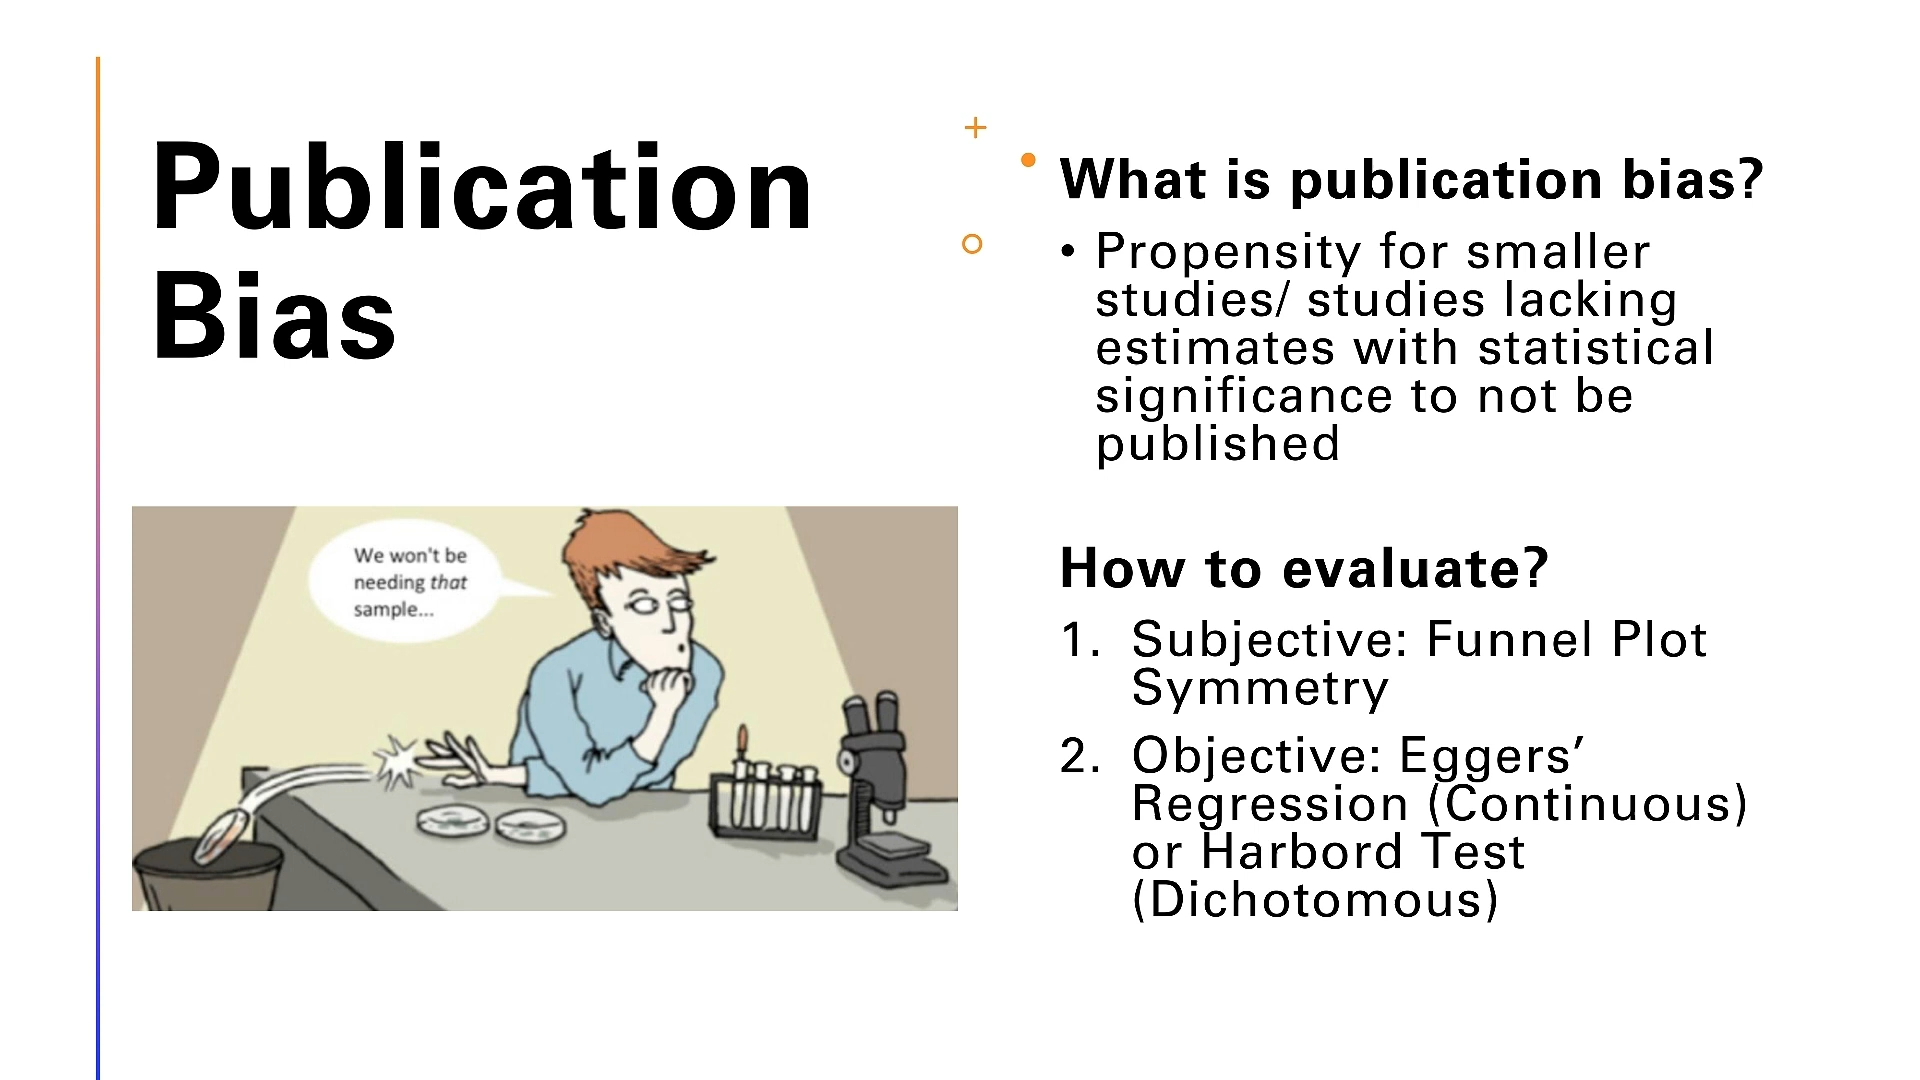 Publication
Bias
We won't be
needing that
sample...
• What is publication bias?
• Propensity for smaller
studies/ studies lacking
estimates with statistical
significance to not be
published
How to evaluate?
1. Subjective: Funnel Plot
Symmetry
2. Objective: Eggers’
Regression (Continuous)
or Harbord Test
(Dichotomous)